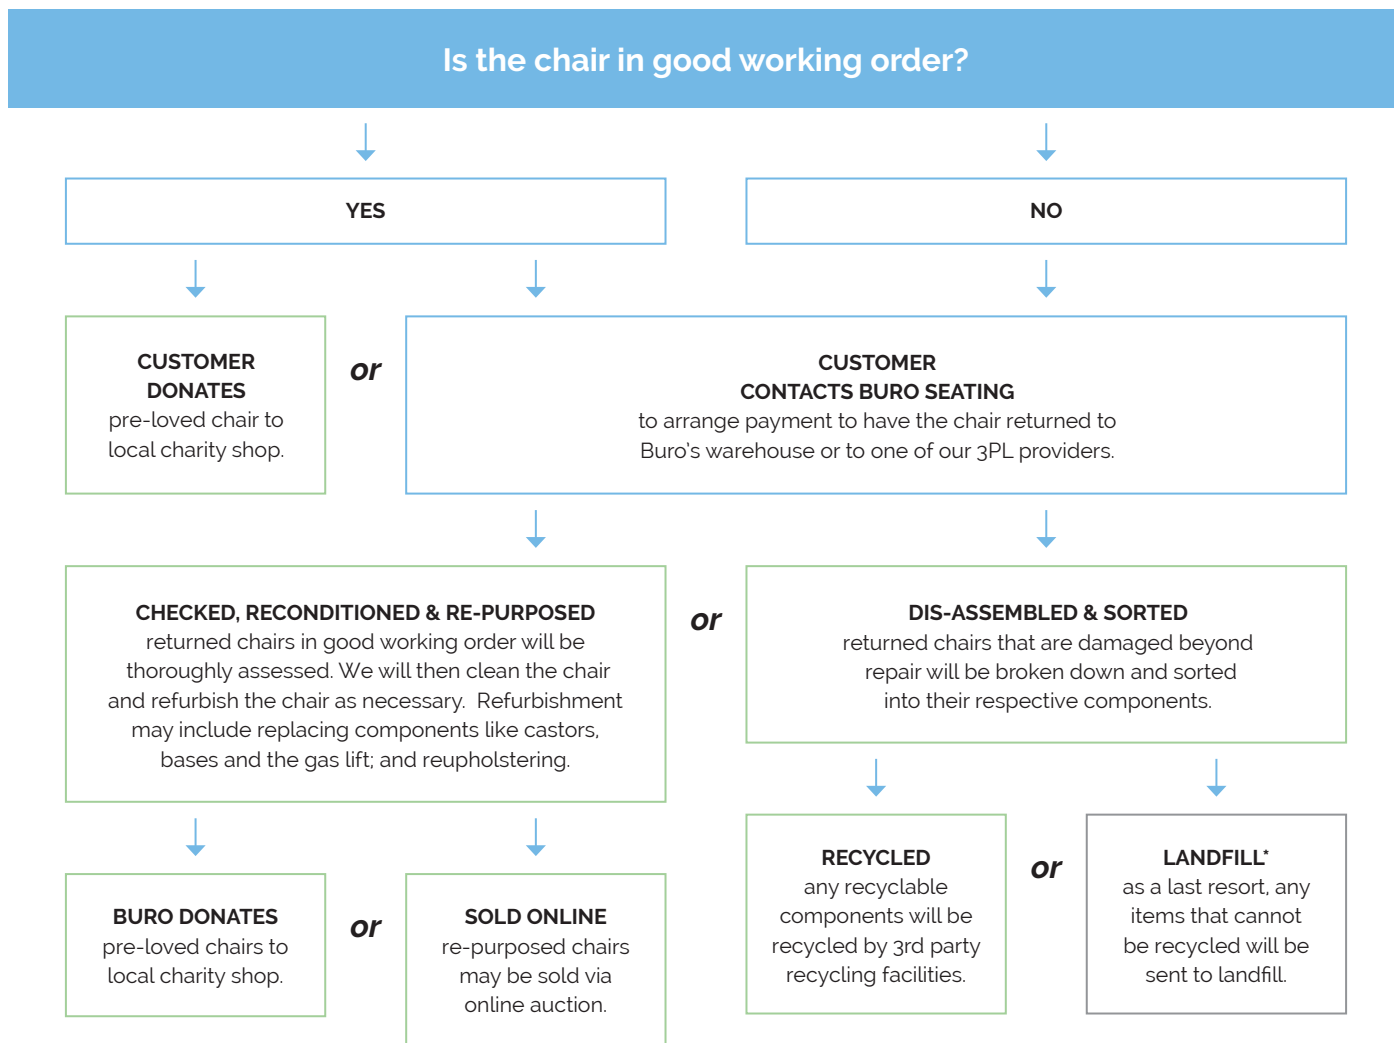 Is the chair in good working order?
YES
NO
CUSTOMER
DONATES
pre-loved chair to
local charity shop.
or
CUSTOMER
CONTACTS BURO SEATING
to arrange payment to have the chair returned to
Buro's warehouse or to one of our 3PL providers.
CHECKED, RECONDITIONED & RE-PURPOSED
returned chairs in good working order will be
thoroughly assessed. We will then clean the chair
and refurbish the chair as necessary.  Refurbishment
may include replacing components like castors,
bases and the gas lift; and reupholstering.
or
DIS-ASSEMBLED & SORTED
returned chairs that are damaged beyond
repair will be broken down and sorted
into their respective components.
BURO DONATES
pre-loved chairs to
local charity shop.
or
SOLD ONLINE
re-purposed chairs
may be sold via
online auction.
RECYCLED
any recyclable
components will be
recycled by 3rd party
recycling facilities.
or
LANDFILL*
as a last resort, any
items that cannot
be recycled will be
sent to landfill.